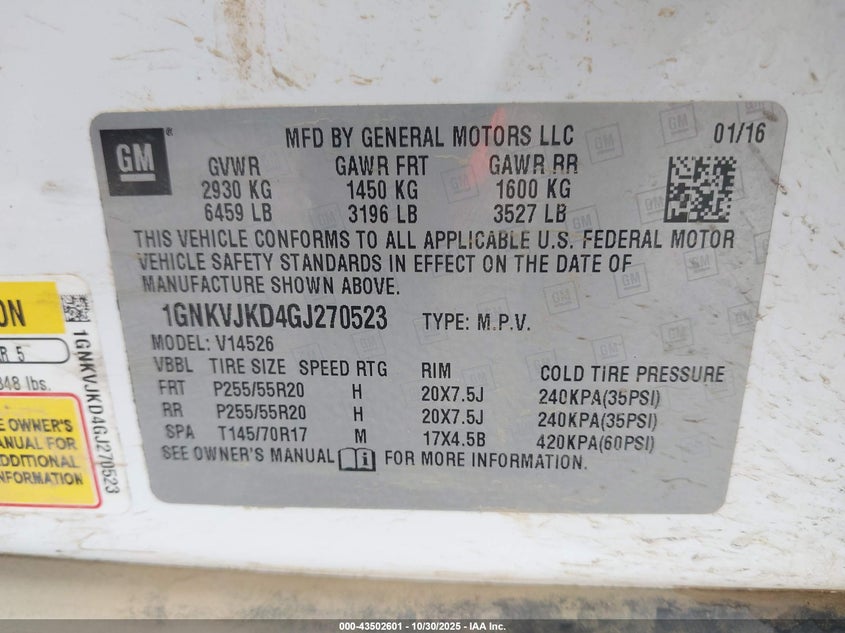 GM
MFD BY GENERAL MOTORS LLC 01/16
GVWR GAWR FRT GAWR RR
2930 KG 1450 KG 1600 KG
6459 LB 3196 LB 3527 LB
THIS VEHICLE CONFORMS TO ALL APPLICABLE U.S. FEDERAL MOTOR
VEHICLE SAFETY STANDARDS IN EFFECT ON THE DATE OF
MANUFACTURE SHOWN ABOVE.
1GNKVJKD4GJ270523 TYPE: M.P.V.
MODEL: V14526
VBBL TIRE SIZE SPEED RTG RIM COLD TIRE PRESSURE
FRT P255/55R20 H 20X7.5J 240KPA(35PSI)
RR P255/55R20 H 20X7.5J 240KPA(35PSI)
SPA T145/70R17 M 17X4.5B 420KPA(60PSI)
SEE OWNER'S MANUAL FOR MORE INFORMATION.
ON
R 5
348 lbs.
E OWNER'S
MANUAL FOR
ADDITIONAL
NFORMATION
1GNKVJKD4GJ270523
000-43502601 - 10/30/2025 - IAA Inc.